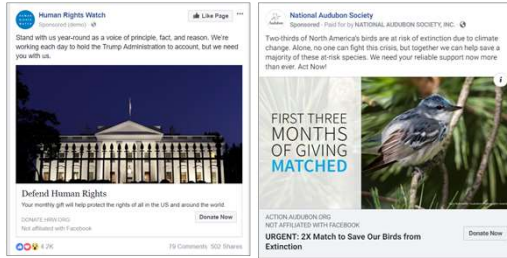 Human Rights Watch
Sponsored (demo)
Like Page
Stand with us year-round as a voice of principle, fact, and reason. We're
working each day to hold the Trump Administration to account, but we need
you with us.
Defend Human Rights
Your monthly gift will help protect the rights of all in the US and around the world.
DONATE.HRW.ORG
Not affiliated with Facebook
Donate Now
4.2K
79 Comments 502 Shares
National Audubon Society
Sponsored · Paid for by NATIONAL AUDUBON SOCIETY, INC.
Two-thirds of North America's birds are at risk of extinction due to climate
change. Alone, no one can fight this crisis, but together we can help save a
majority of these at-risk species. We need your reliable support now more
than ever. Act Now!
FIRST THREE
MONTHS
OF GIVING
MATCHED
ACTION.AUDUBON.ORG
NOT AFFILIATED WITH FACEBOOK
URGENT: 2X Match to Save Our Birds from
Extinction
Donate Now